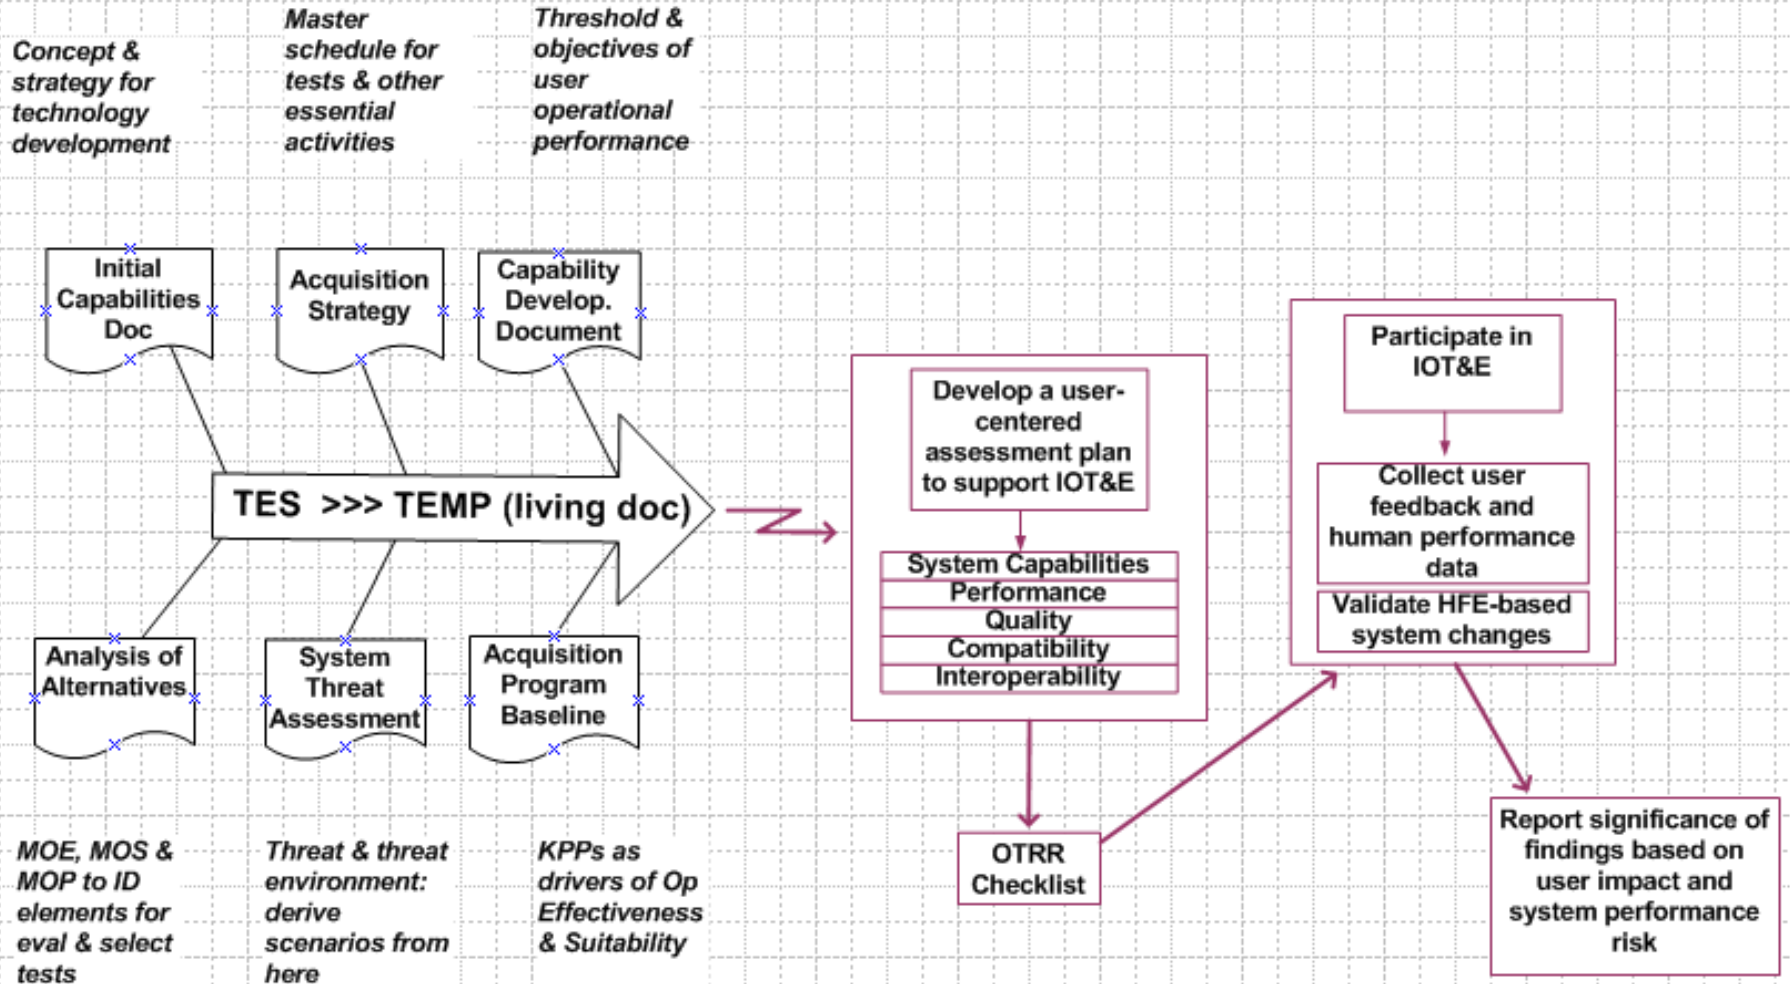 Concept &
strategy for
technology
development
Master
schedule for
tests & other
essential
activities
Threshold &
objectives of
user
operational
performance
Initial
Capabilities
Doc
Acquisition
Strategy
Capability
Develop.
Document
TES >>> TEMP (living doc)
Analysis of
Alternatives
System
Threat
Assessment
Acquisition
Program
Baseline
MOE, MOS &
MOP to ID
elements for
eval & select
tests
Threat & threat
environment:
derive
scenarios from
here
KPPs as
drivers of Op
Effectiveness
& Suitability
Develop a user-
centered
assessment plan
to support IOT&E
System Capabilities
Performance
Quality
Compatibility
Interoperability
OTRR
Checklist
Participate in
IOT&E
Collect user
feedback and
human performance
data
Validate HFE-based
system changes
Report significance of
findings based on
user impact and
system performance
risk